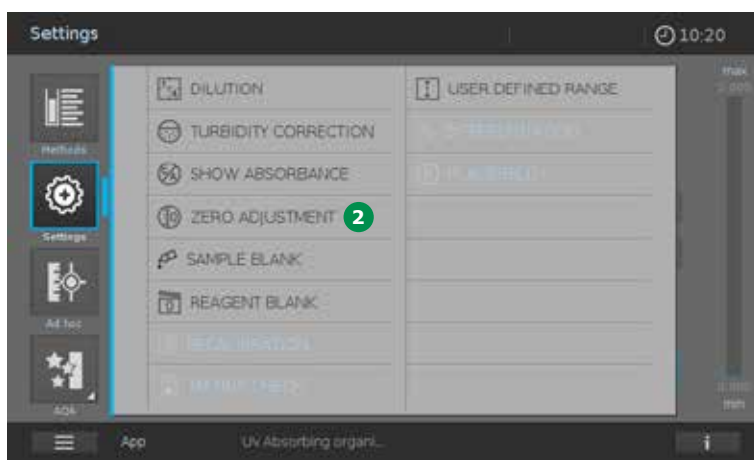 Settings
10:20
Methods
Settings
Ad hoc
AQA
DILUTION
TURBIDITY CORRECTION
SHOW ABSORBANCE
ZERO ADJUSTMENT 2
SAMPLE BLANK
REAGENT BLANK
RECALIBRATION
USER DEFINED RANGE
max
min
App
Uv Absorbing organi...
i